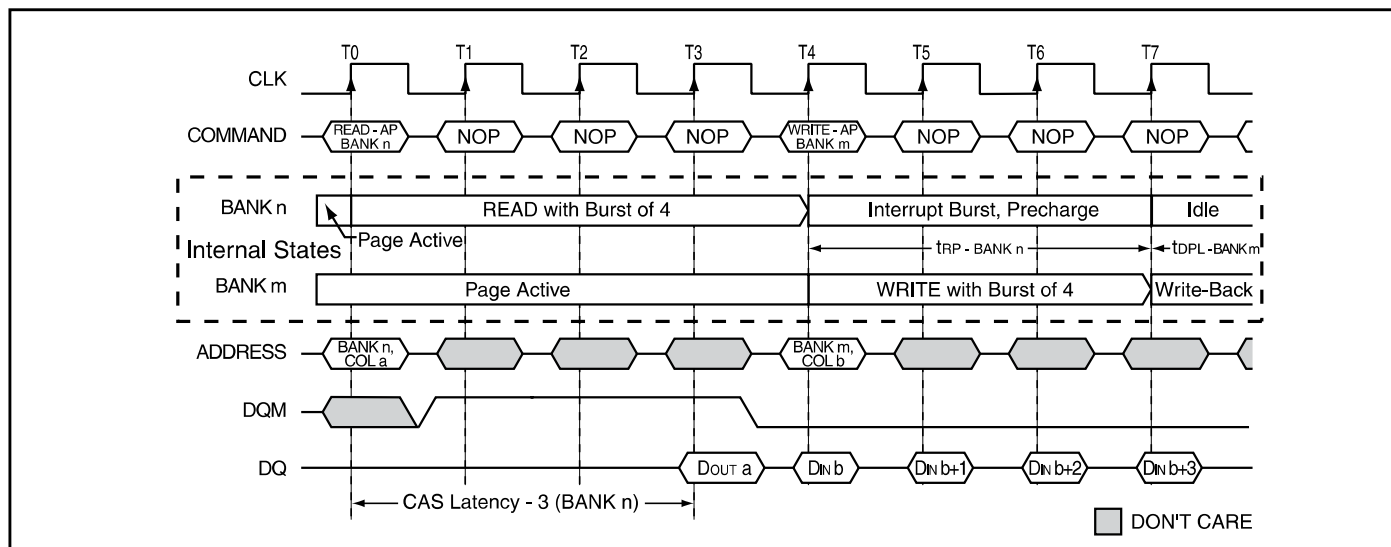 T0 T1 T2 T3 T4 T5 T6 T7
CLK
COMMAND READ - AP BANK n NOP NOP NOP WRITE - AP BANK m NOP NOP NOP
BANK n READ with Burst of 4 Interrupt Burst, Precharge Idle
Page Active
Internal States tRP - BANK n tDPL - BANK m
BANK m Page Active WRITE with Burst of 4 Write-Back
ADDRESS BANK n, COL a BANK m, COL b
DQM
DQ DOUT a DIN b DIN b+1 DIN b+2 DIN b+3
CAS Latency - 3 (BANK n)
DON'T CARE